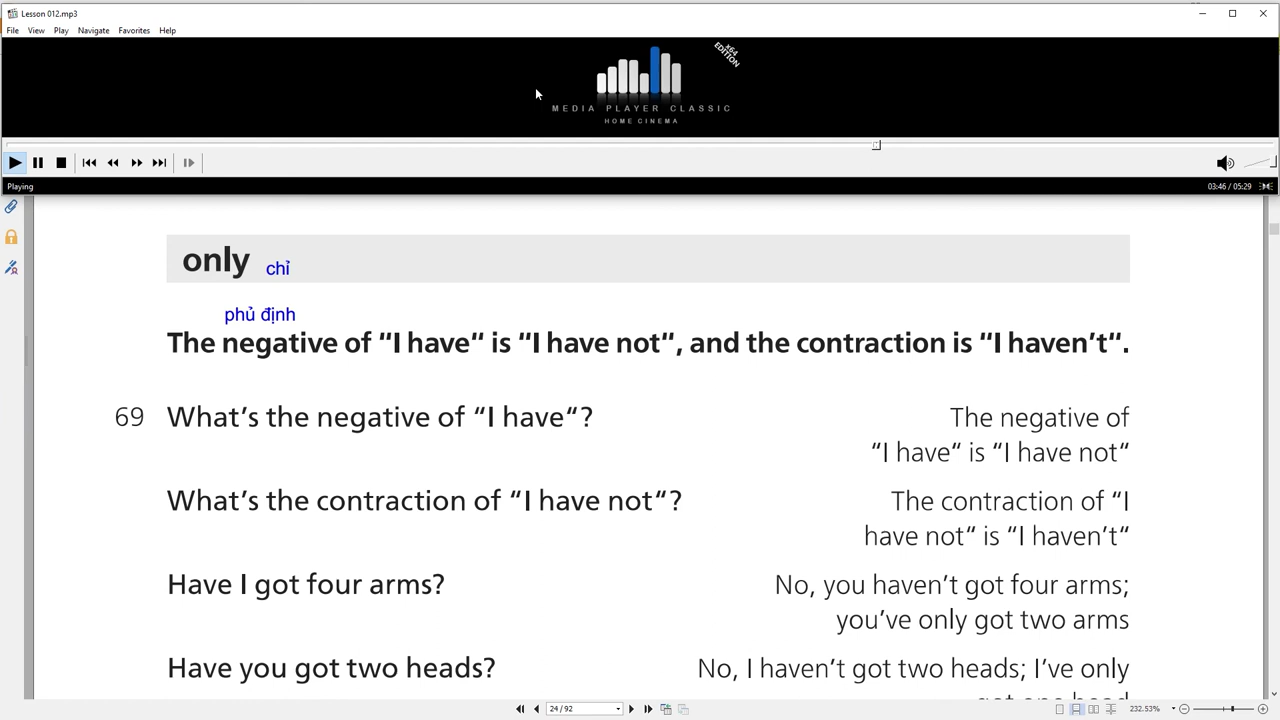 Lesson 012.mp3
File View Play Navigate Favorites Help
x64
EDITION
MEDIA PLAYER CLASSIC
HOME CINEMA
Playing
03:46 / 05:29
only chỉ
phủ định
The negative of “I have“ is “I have not“, and the contraction is “I haven’t“.
69 What’s the negative of “I have“? The negative of
“I have“ is “I have not“
What’s the contraction of “I have not“? The contraction of “I
have not“ is “I haven’t“
Have I got four arms? No, you haven’t got four arms;
you’ve only got two arms
Have you got two heads? No, I haven’t got two heads; I’ve only
got one head
24 / 92
232.53%